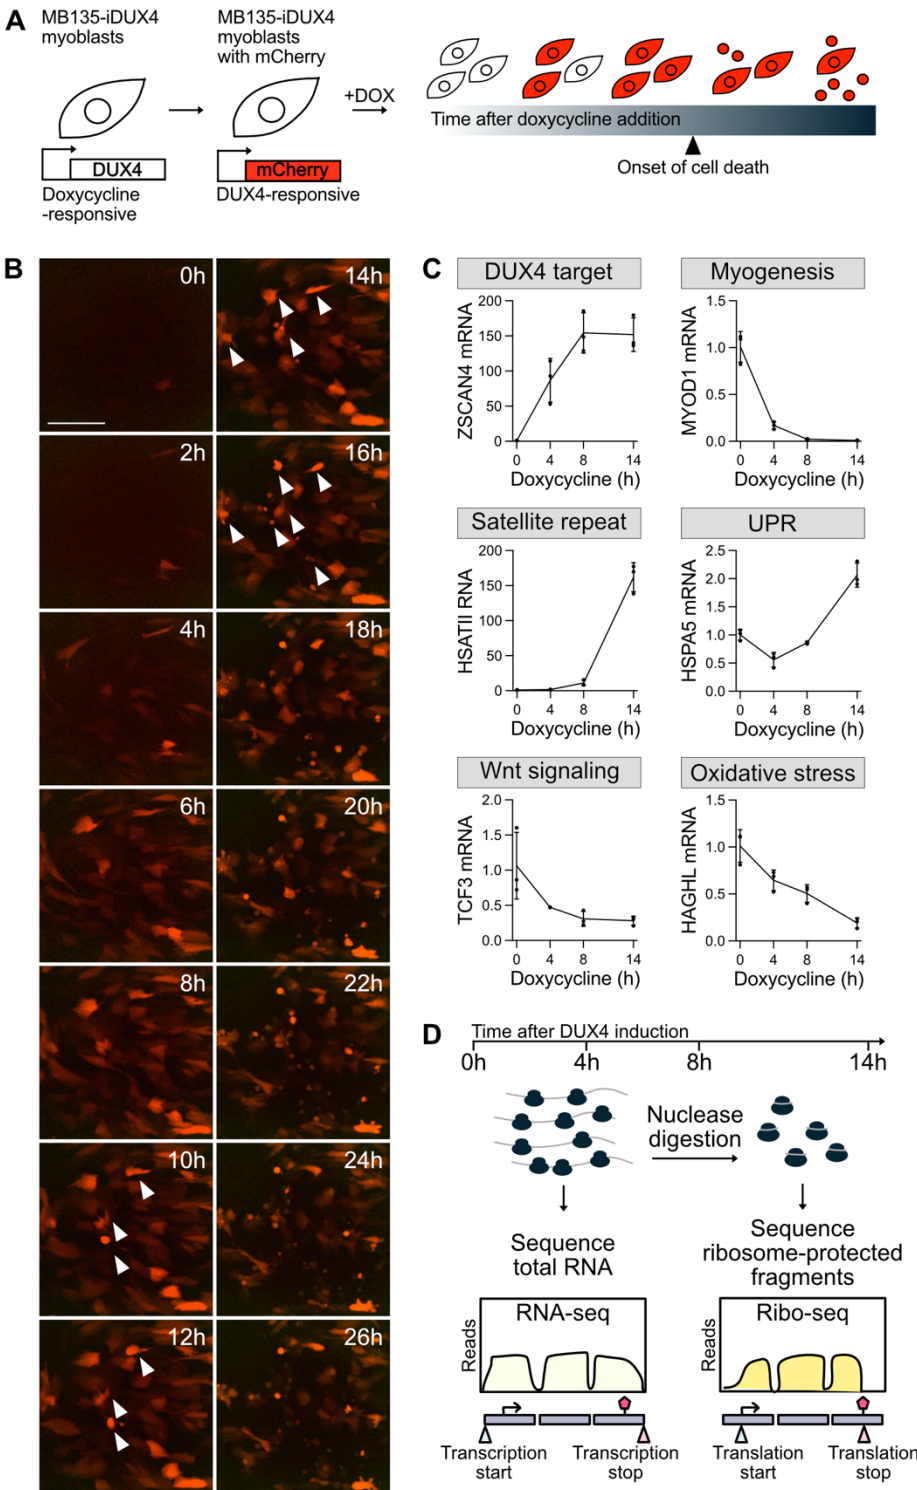 A
MB135-iDUX4
myoblasts
MB135-iDUX4
myoblasts
with mCherry
+DOX
DUX4
mCherry
Doxycycline
-responsive
DUX4-responsive
Time after doxycycline addition
Onset of cell death
B
0h
14h
2h
16h
4h
18h
6h
20h
8h
22h
10h
24h
12h
26h
C
DUX4 target
ZSCAN4 mRNA
200
150
100
50
0
0 4 8 14
Doxycycline (h)
Myogenesis
MYOD1 mRNA
1.5
1.0
0.5
0.0
0 4 8 14
Doxycycline (h)
Satellite repeat
HSATII RNA
200
150
100
50
0
0 4 8 14
Doxycycline (h)
UPR
HSPA5 mRNA
2.5
2.0
1.5
1.0
0.5
0.0
0 4 8 14
Doxycycline (h)
Wnt signaling
TCF3 mRNA
2.0
1.5
1.0
0.5
0.0
0 4 8 14
Doxycycline (h)
Oxidative stress
HAGHL mRNA
1.5
1.0
0.5
0.0
0 4 8 14
Doxycycline (h)
D
Time after DUX4 induction
0h 4h 8h 14h
Nuclease
digestion
Sequence
total RNA
Sequence
ribosome-protected
fragments
Reads
RNA-seq
Transcription
start
Transcription
stop
Reads
Ribo-seq
Translation
start
Translation
stop